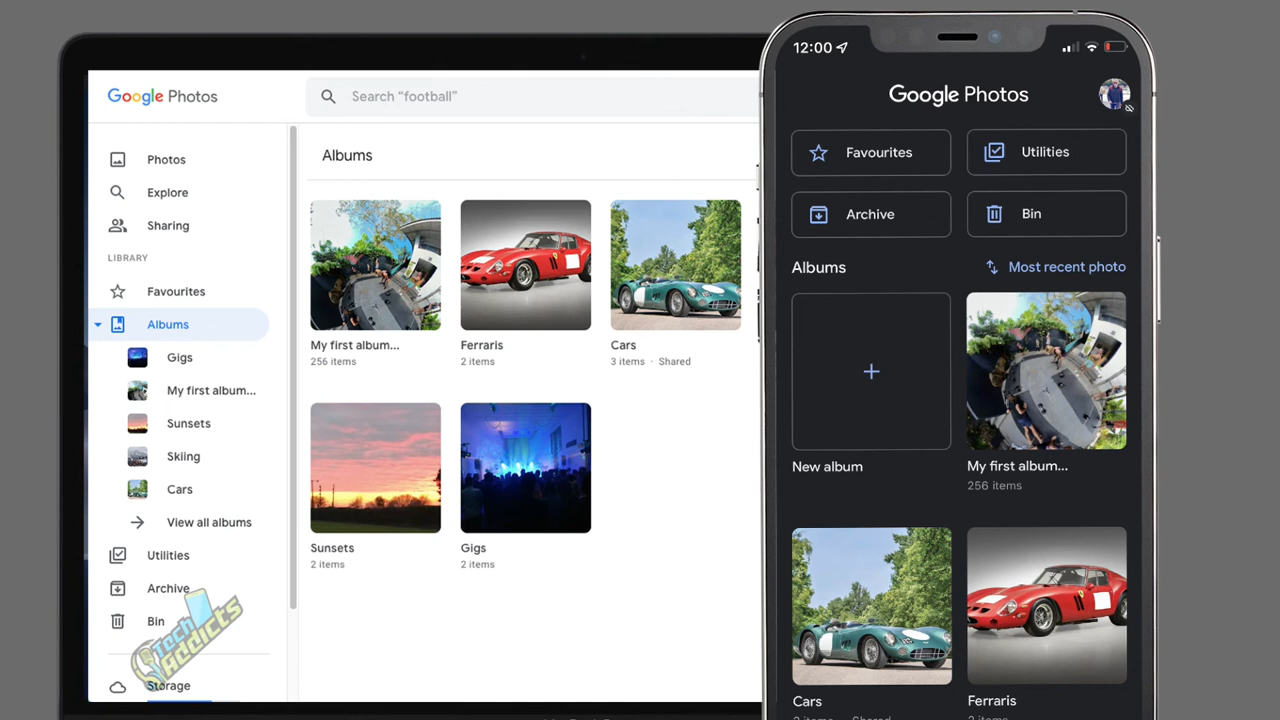 Google Photos
Search “football”
Photos
Explore
Sharing
LIBRARY
Favourites
Albums
Gigs
My first album...
Sunsets
Skiing
Cars
View all albums
Utilities
Archive
Bin
Storage
Tech
Addicts
Albums
My first album...
256 items
Ferraris
2 items
Cars
3 items · Shared
Sunsets
2 items
Gigs
2 items
12:00
Google Photos
Favourites
Utilities
Archive
Bin
Albums
Most recent photo
New album
My first album...
256 items
Cars
Ferraris